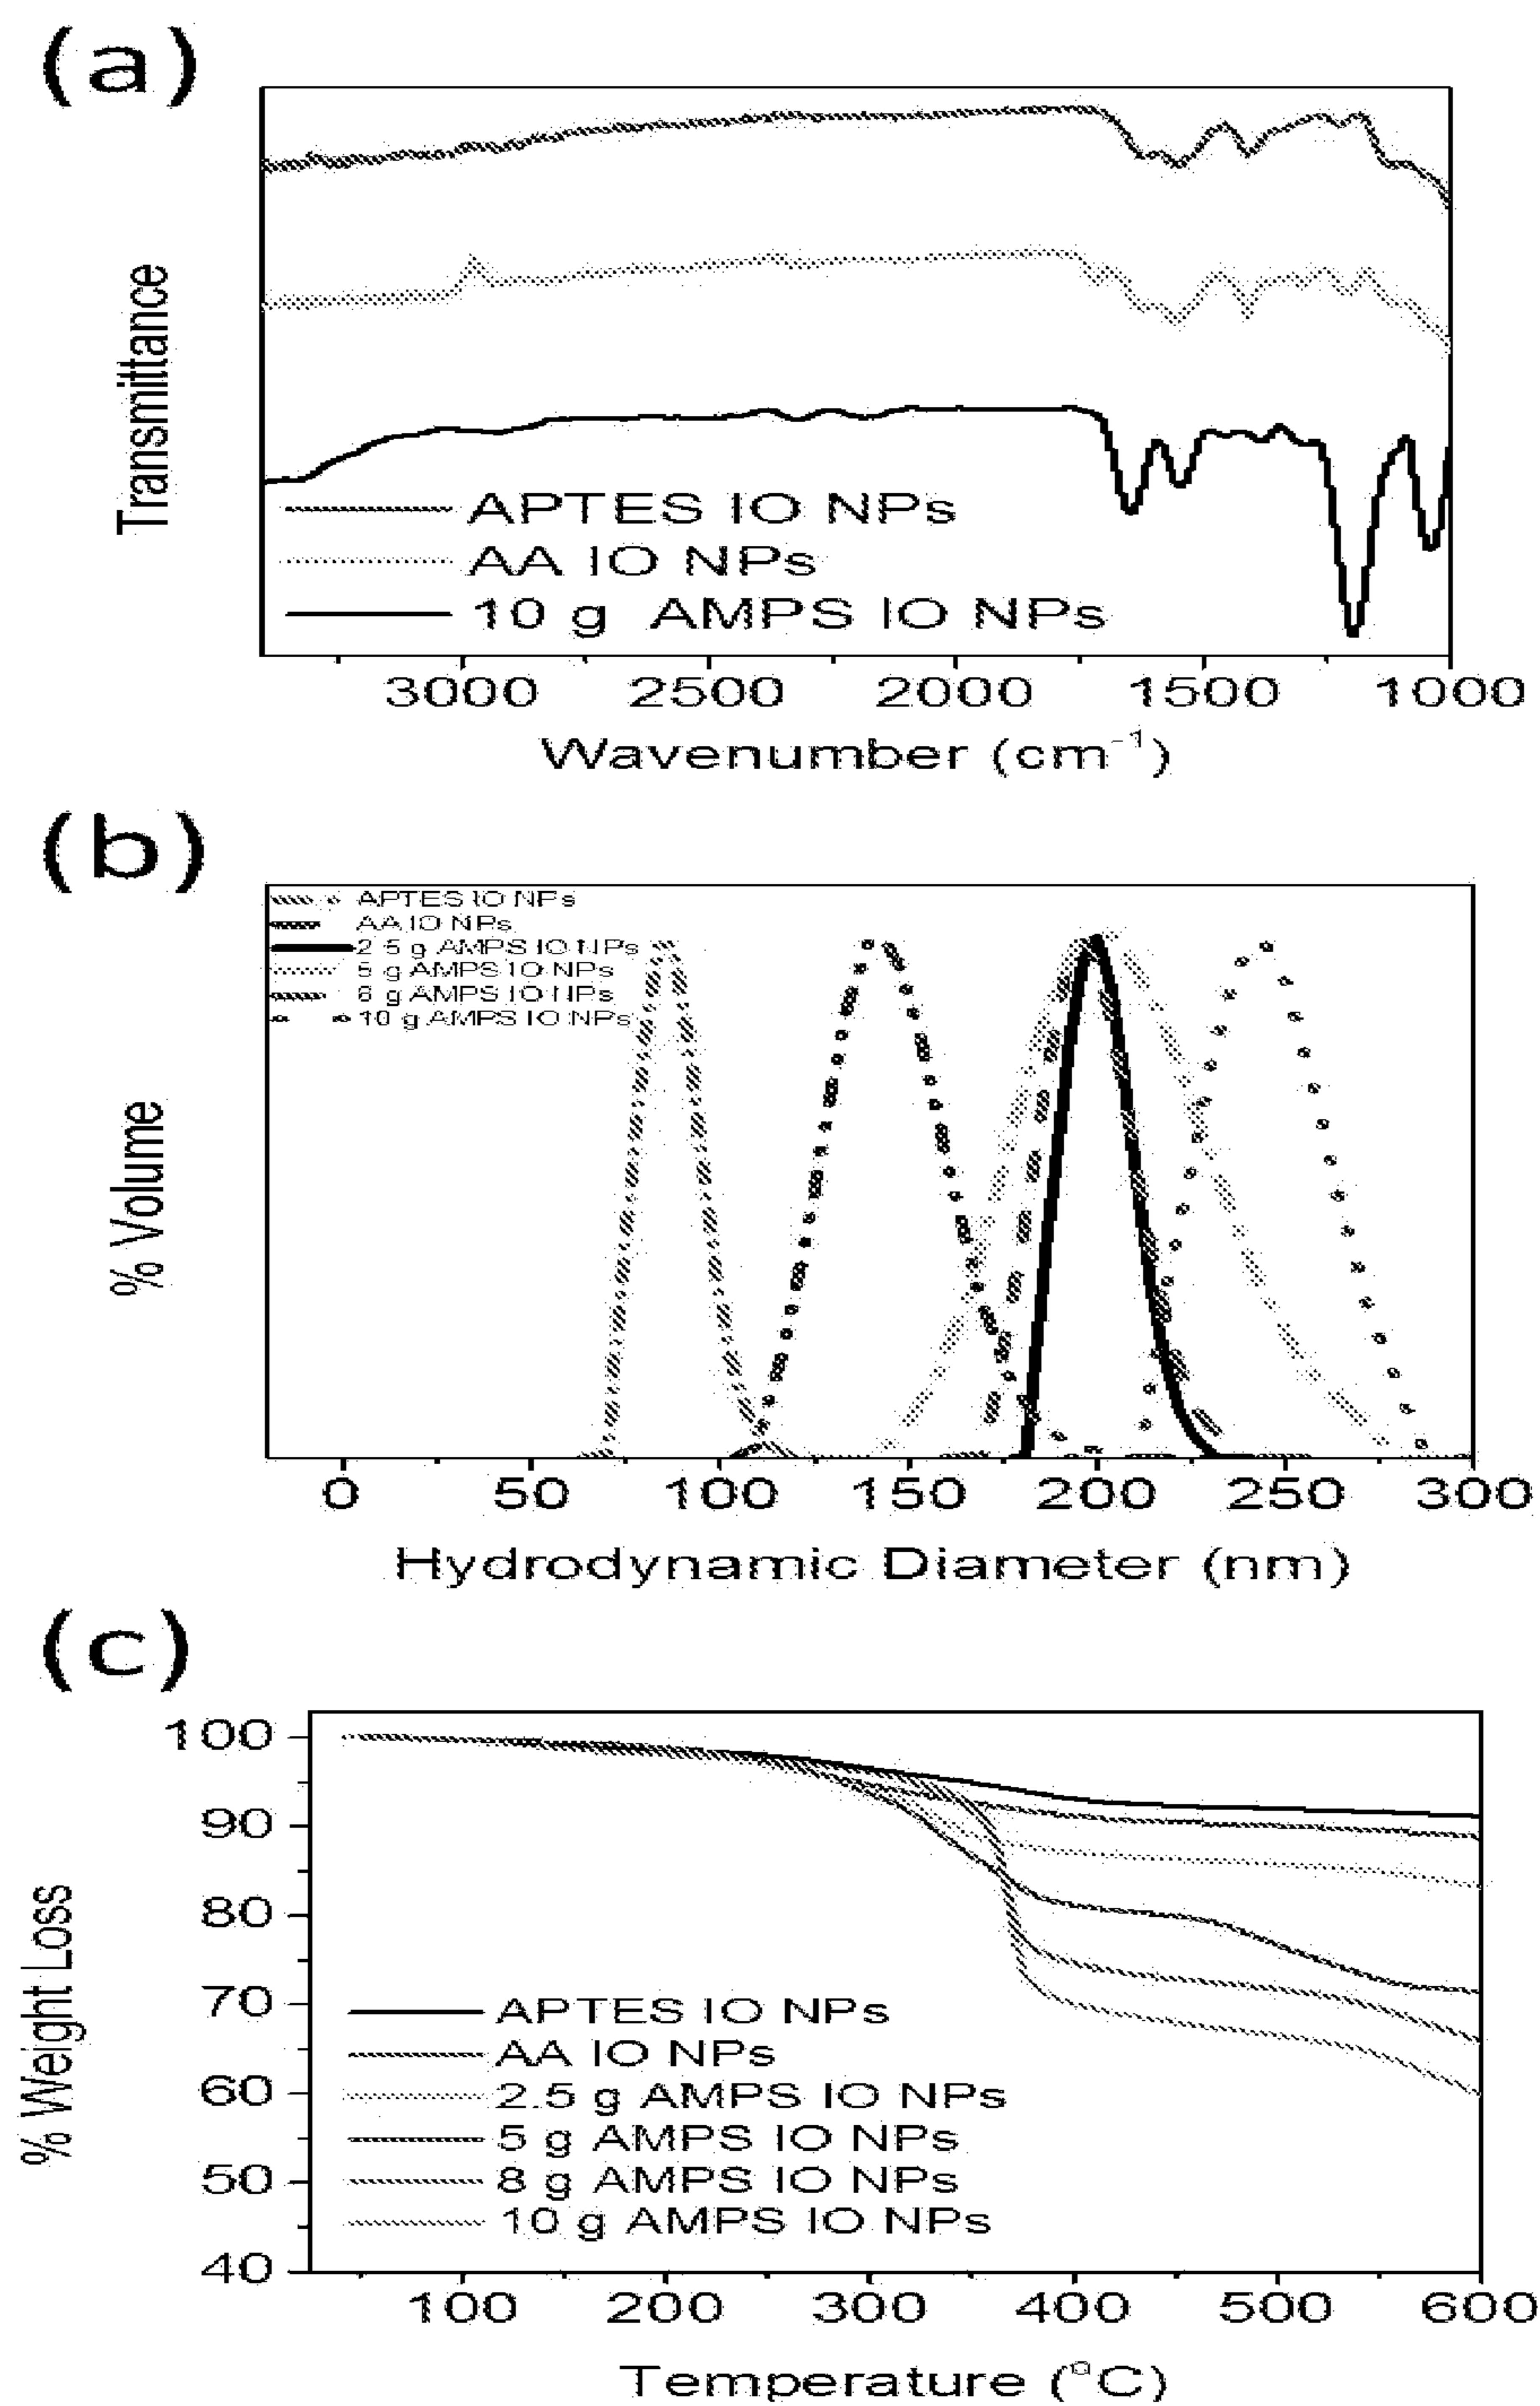 (a)
Transmittance
APTES IO NPs
AA IO NPs
10 g AMPS IO NPs
3000 2500 2000 1500 1000
Wavenumber (cm⁻¹)
(b)
APTES IO NPs
AA IO NPs
2 5 g AMPS IO NPs
5 g AMPS IO NPs
g AMPS IO NPs
10 g AMPS IO NPs
% Volume
0 50 100 150 200 250 300
Hydrodynamic Diameter (nm)
(c)
100
90
80
70
60
50
40
% Weight Loss
APTES IO NPs
AA IO NPs
2.5 g AMPS IO NPs
5 g AMPS IO NPs
8 g AMPS IO NPs
10 g AMPS IO NPs
100 200 300 400 500 600
Temperature (°C)